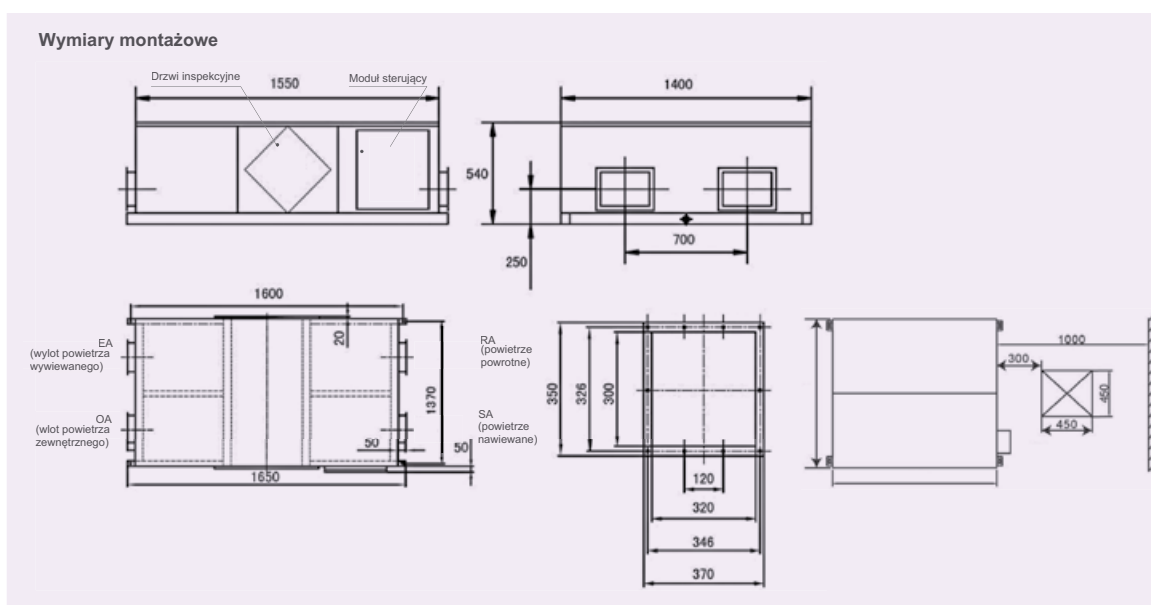 Wymiary montażowe
Drzwi inspekcyjne
Moduł sterujący
1550
1400
540
250
700
1600
20
EA
(wylot powietrza
wywiewanego)
OA
(wlot powietrza
zewnętrznego)
1370
50
50
1650
RA
(powietrze
powrotne)
SA
(powietrze
nawiewane)
350
326
300
120
320
346
370
1000
300
450
450